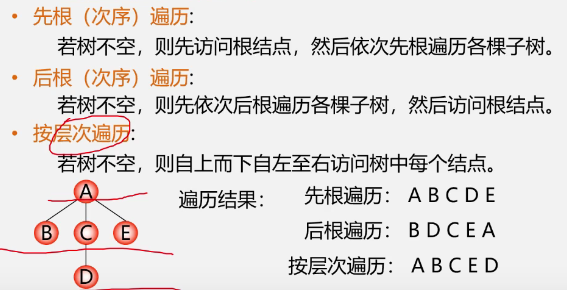 • 先根（次序）遍历:
若树不空，则先访问根结点，然后依次先根遍历各棵子树。
• 后根（次序）遍历:
若树不空，则先依次后根遍历各棵子树，然后访问根结点。
• 按层次遍历:
若树不空，则自上而下自左至右访问树中每个结点。
A
B C E
D
遍历结果： 先根遍历： A B C D E
后根遍历： B D C E A
按层次遍历： A B C E D